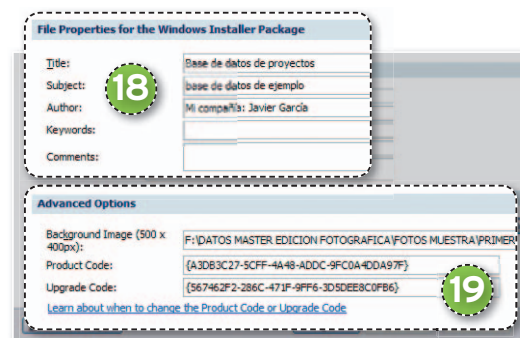 File Properties for the Windows Installer Package
Title: Base de datos de proyectos
Subject: base de datos de ejemplo
18
Author: Mi compañía: Javier García
Keywords:
Comments:
Advanced Options
Background Image (500 x 400px): F:\DATOS MASTER EDICION FOTOGRAFICA\FOTOS MUESTRA\PRIMER
Product Code: {A3DB3C27-5CFF-4A48-ADDC-9FC0A4DDA97F}
Upgrade Code: {567462F2-286C-471F-9FF6-3D5DEE8C0FB6}
19
Learn about when to change the Product Code or Upgrade Code